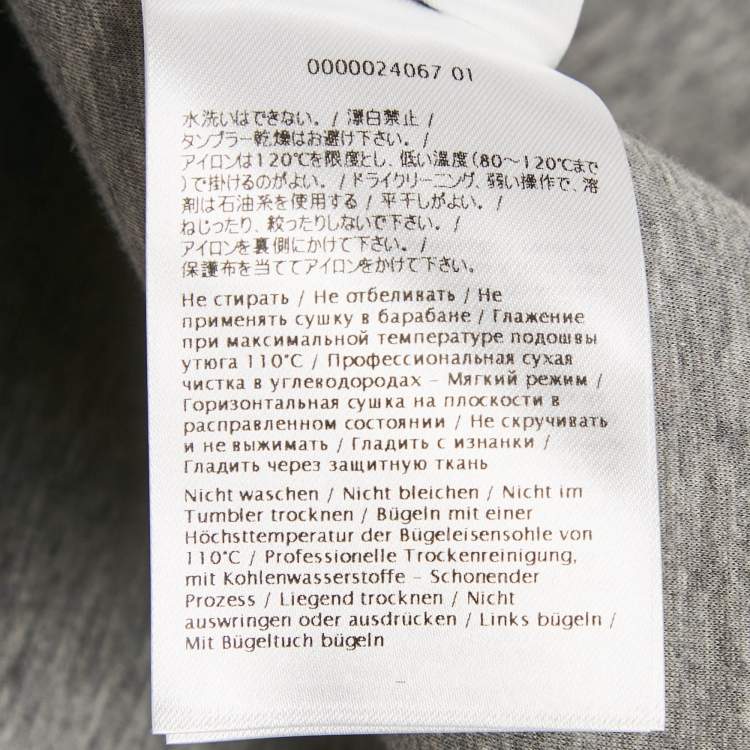 0000024067 01
水洗いはできない。/ 漂白禁止 /
タンブラー乾燥はお避け下さい。/
アイロンは120℃を限度とし、低い温度(80～120℃まで
)で掛けるのがよい。/ ドライクリーニング、弱い操作で、溶
剤は石油系を使用する / 平干しがよい。/
ねじったり、絞ったりしないで下さい。/
アイロンを裏側にかけて下さい。/
保護布を当ててアイロンをかけて下さい。
Не стирать / Не отбеливать / Не
применять сушку в барабане / Глажение
при максимальной температуре подошвы
утюга 110°C / Профессиональная сухая
чистка в углеводородах – Мягкий режим /
Горизонтальная сушка на плоскости в
расправленном состоянии / Не скручивать
и не выжимать / Гладить с изнанки /
Гладить через защитную ткань
Nicht waschen / Nicht bleichen / Nicht im
Tumbler trocknen / Bügeln mit einer
Höchsttemperatur der Bügeleisensohle von
110°C / Professionelle Trockenreinigung,
mit Kohlenwasserstoffe – Schonender
Prozess / Liegend trocknen / Nicht
auswringen oder ausdrücken / Links bügeln /
Mit Bügeltuch bügeln